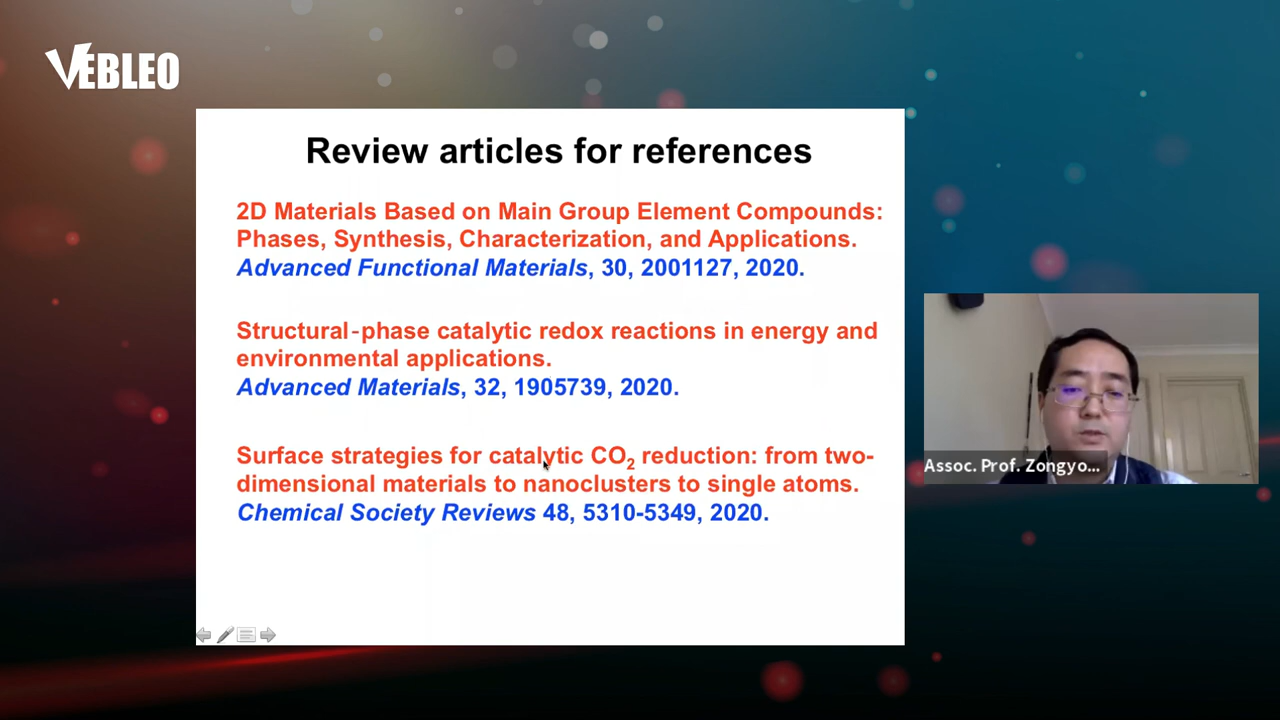 VEBLEO
Review articles for references
2D Materials Based on Main Group Element Compounds:
Phases, Synthesis, Characterization, and Applications.
Advanced Functional Materials, 30, 2001127, 2020.
Structural-phase catalytic redox reactions in energy and
environmental applications.
Advanced Materials, 32, 1905739, 2020.
Surface strategies for catalytic CO₂ reduction: from two-
dimensional materials to nanoclusters to single atoms.
Chemical Society Reviews 48, 5310-5349, 2020.
Assoc. Prof. Zongyo...